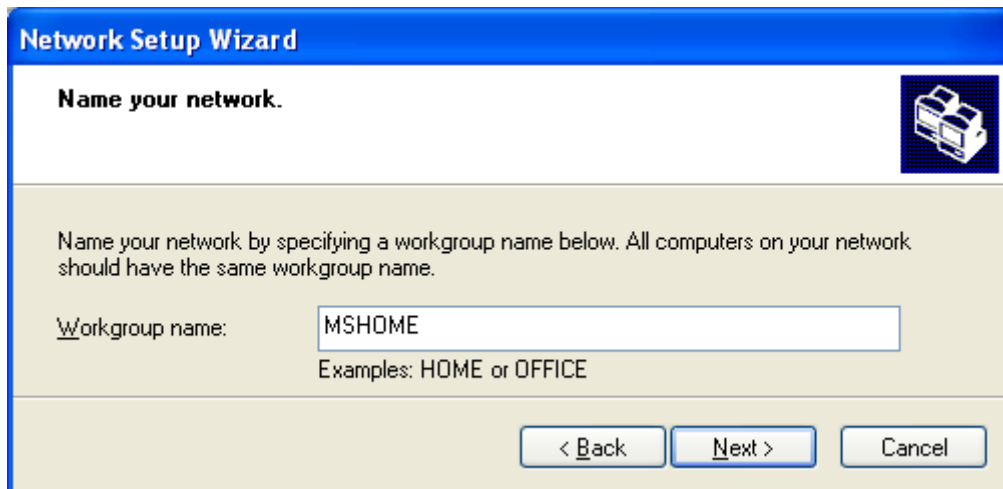 Network Setup Wizard
Name your network.
Name your network by specifying a workgroup name below. All computers on your network
should have the same workgroup name.
Workgroup name: MSHOME
Examples: HOME or OFFICE
< Back Next > Cancel